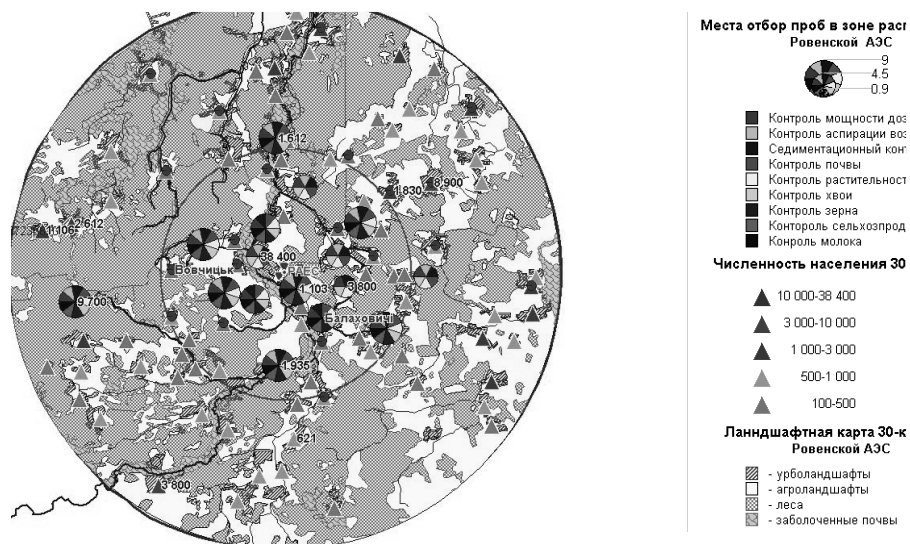 Места отбор проб в зоне расп
Ровенской АЭС
9
4.5
0.9
Контроль мощности доз
Контроль аспирации воз
Седиментационный конт
Контроль почвы
Контроль растительност
Контроль хвои
Контроль зерна
Контороль сельхозпрод
Конроль молока
Численность населения 30
10 000-38 400
3 000-10 000
1 000-3 000
500-1 000
100-500
Ланндшафтная карта 30-к
Ровенской АЭС
- урболандшафты
- агроландшафты
- леса
- заболоченные почвы
1.612
1.830
8.900
2.612
38 400
Вовчицьк
РАЕС
1.103
3.800
9.700
Балаховичі
1.935
621
3 800